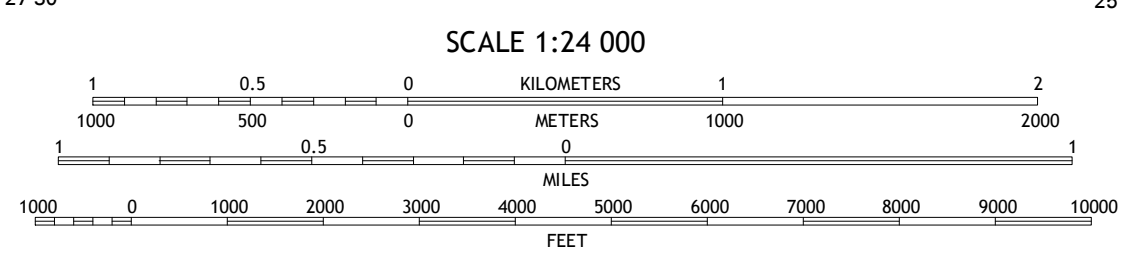 27'30"
25'
SCALE 1:24 000
1 0.5 0 KILOMETERS 1 2
1000 500 0 METERS 1000 2000
1 0.5 0 1
MILES
1000 0 1000 2000 3000 4000 5000 6000 7000 8000 9000 10000
FEET